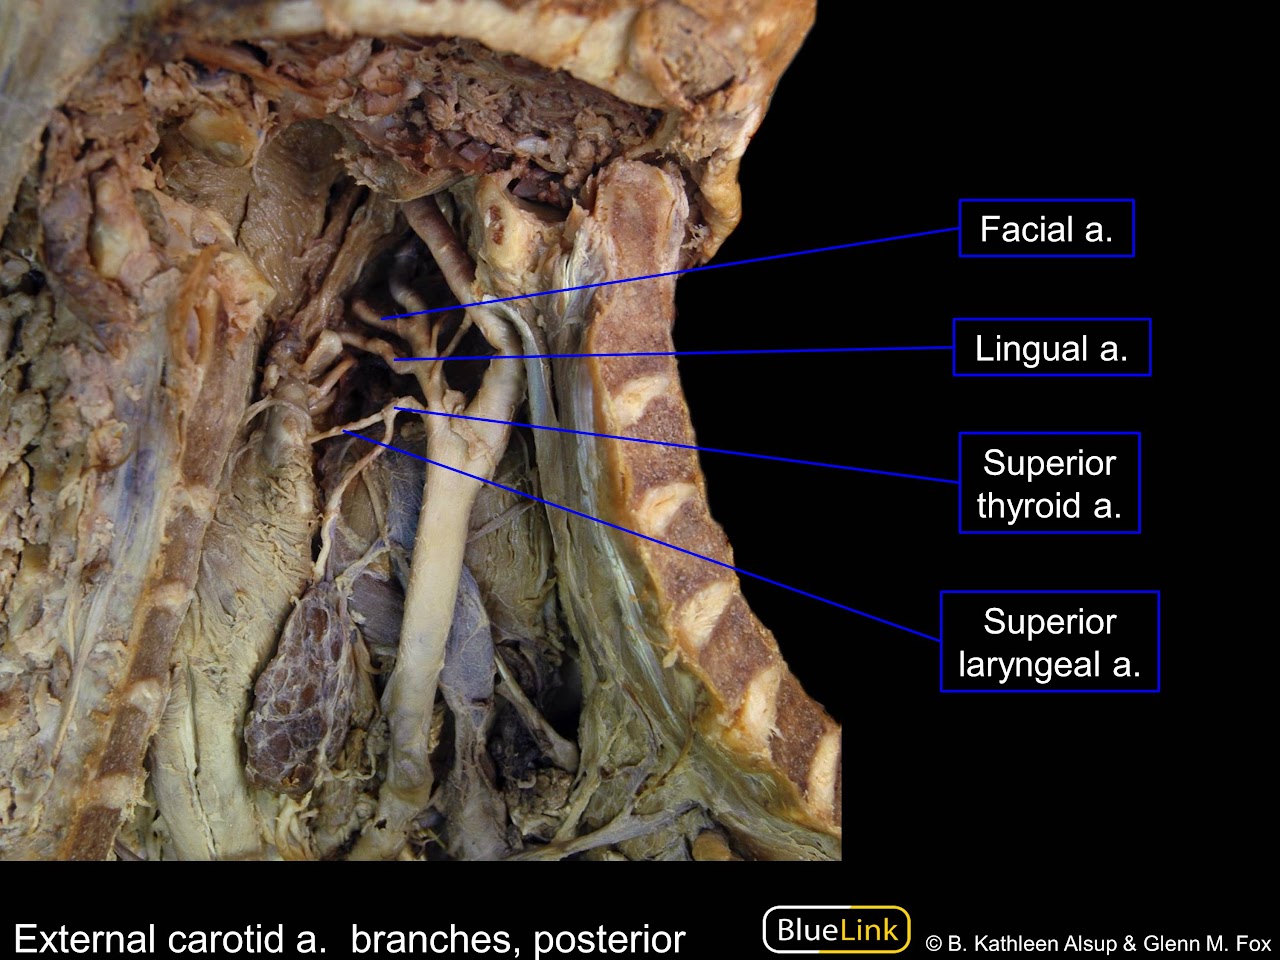 Facial a.
Lingual a.
Superior
thyroid a.
Superior
laryngeal a.
External carotid a.  branches, posterior
BlueLink
© B. Kathleen Alsup & Glenn M. Fox